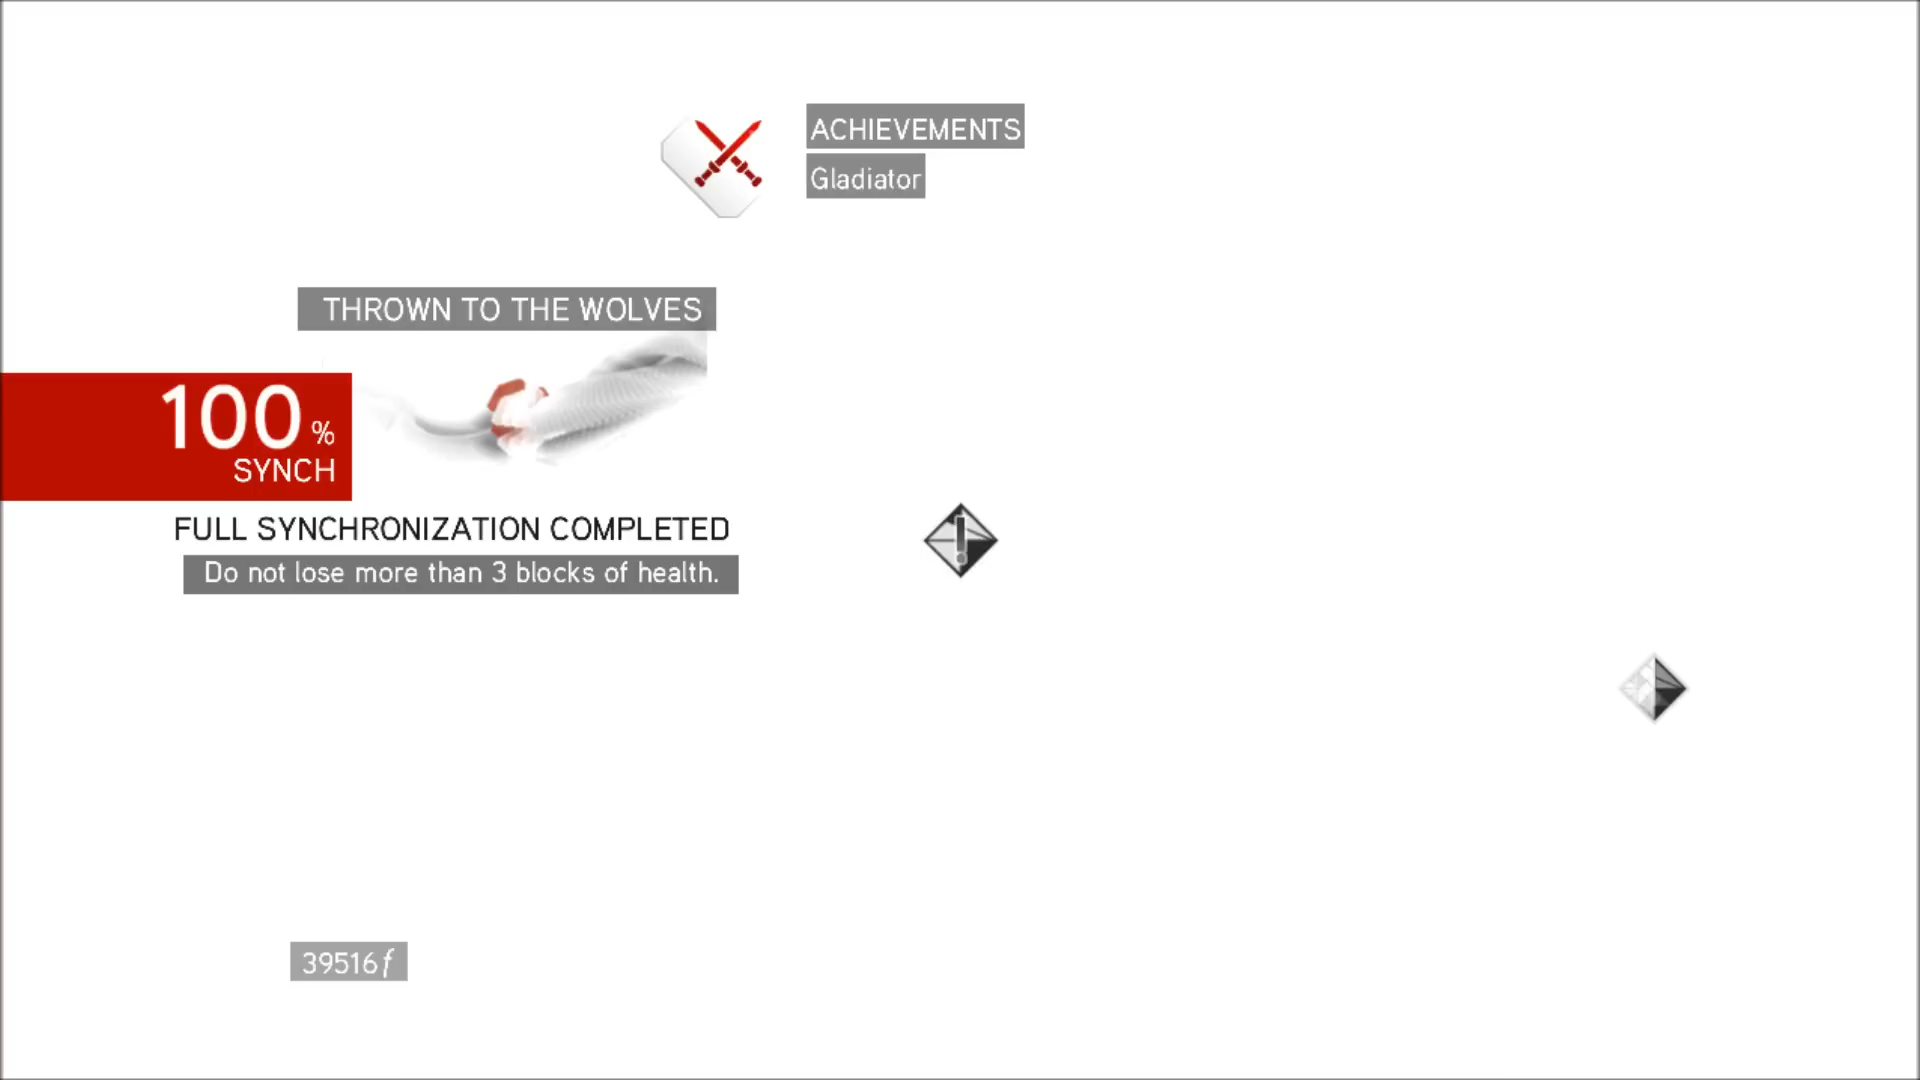 ACHIEVEMENTS
Gladiator
THROWN TO THE WOLVES
100 %
SYNCH
FULL SYNCHRONIZATION COMPLETED
Do not lose more than 3 blocks of health.
39516ƒ